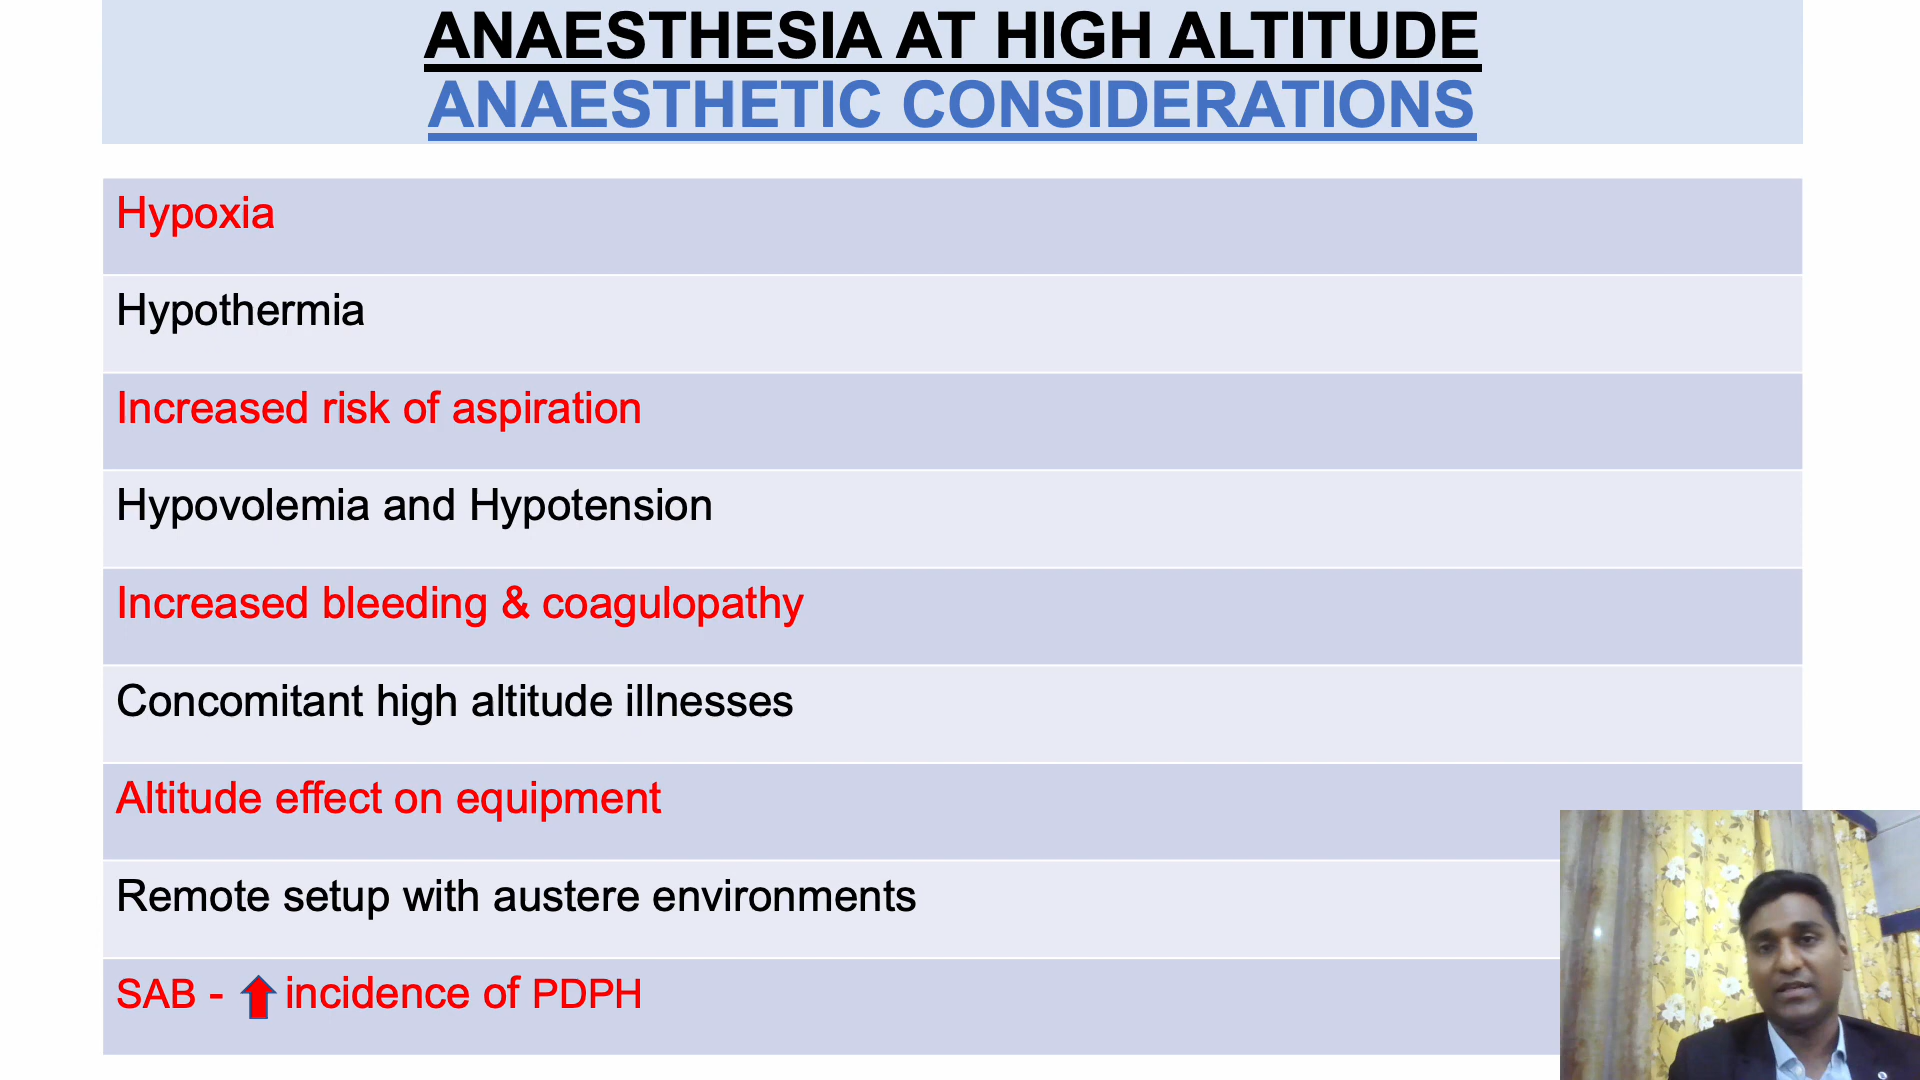 ANAESTHESIA AT HIGH ALTITUDE
ANAESTHETIC CONSIDERATIONS
Hypoxia
Hypothermia
Increased risk of aspiration
Hypovolemia and Hypotension
Increased bleeding & coagulopathy
Concomitant high altitude illnesses
Altitude effect on equipment
Remote setup with austere environments
SAB - incidence of PDPH